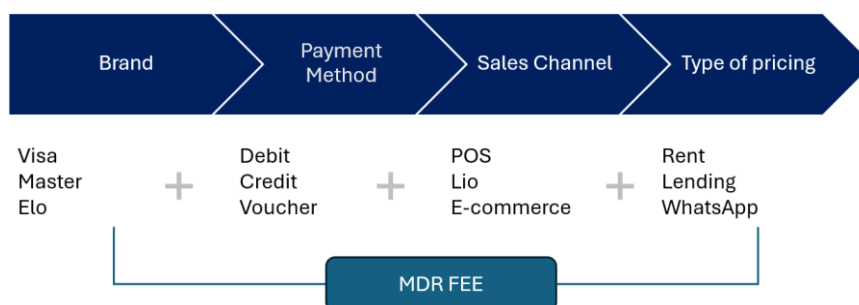 Brand
Payment
Method
Sales Channel
Type of pricing
Visa
Master
Elo
+
Debit
Credit
Voucher
+
POS
Lio
E-commerce
+
Rent
Lending
WhatsApp
MDR FEE